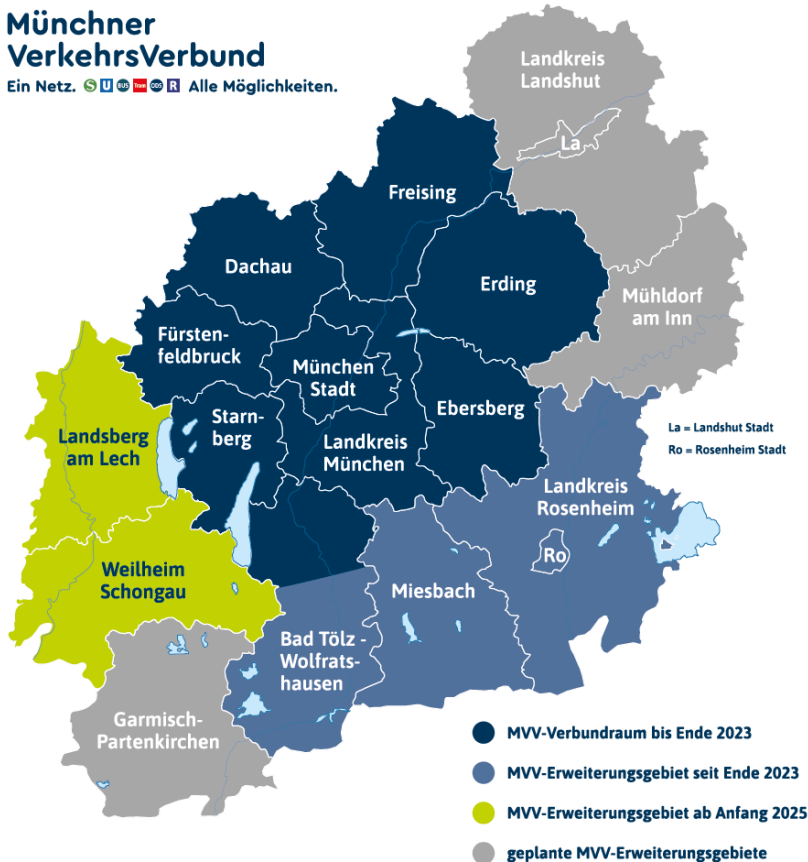 Münchner
VerkehrsVerbund
Ein Netz. S U BUS Tram ODS R Alle Möglichkeiten.
Landkreis
Landshut
La
Freising
Dachau
Erding
Mühldorf
am Inn
Fürsten-
feldbruck
München
Stadt
Ebersberg
Starn-
berg
Landkreis
München
La = Landshut Stadt
Ro = Rosenheim Stadt
Landsberg
am Lech
Landkreis
Rosenheim
Ro
Weilheim
Schongau
Miesbach
Bad Tölz -
Wolfrats-
hausen
Garmisch-
Partenkirchen
MVV-Verbundraum bis Ende 2023
MVV-Erweiterungsgebiet seit Ende 2023
MVV-Erweiterungsgebiet ab Anfang 2025
geplante MVV-Erweiterungsgebiete